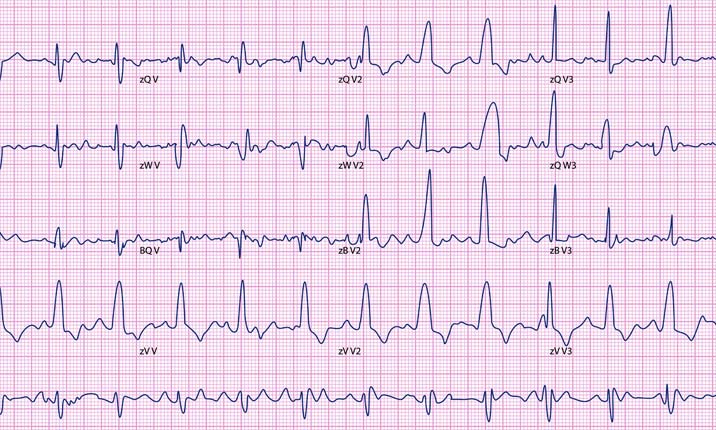 zQ V zQ V2 zQ V3
zW V zW V2 zQ W3
BQ V zB V2 zB V3
zV V zV V2 zV V3